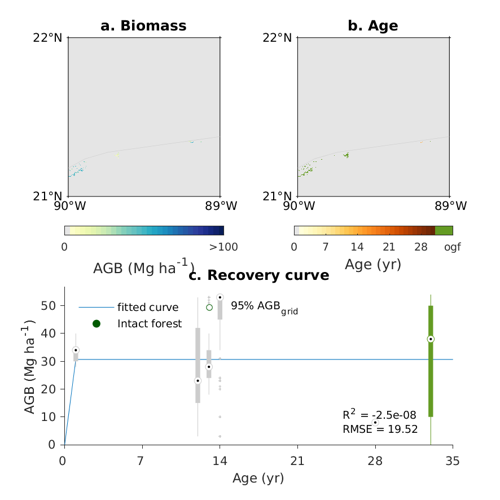 a. Biomass
b. Age
22°N
22°N
21°N
21°N
90°W
89°W
90°W
89°W
0
>100
0
7
14
21
28
ogf
AGB (Mg ha⁻¹)
Age (yr)
c. Recovery curve
fitted curve
Intact forest
95% AGB_grid
AGB (Mg ha⁻¹)
50
40
30
20
10
0
R² = -2.5e-08
RMSE = 19.52
0
7
14
21
28
35
Age (yr)